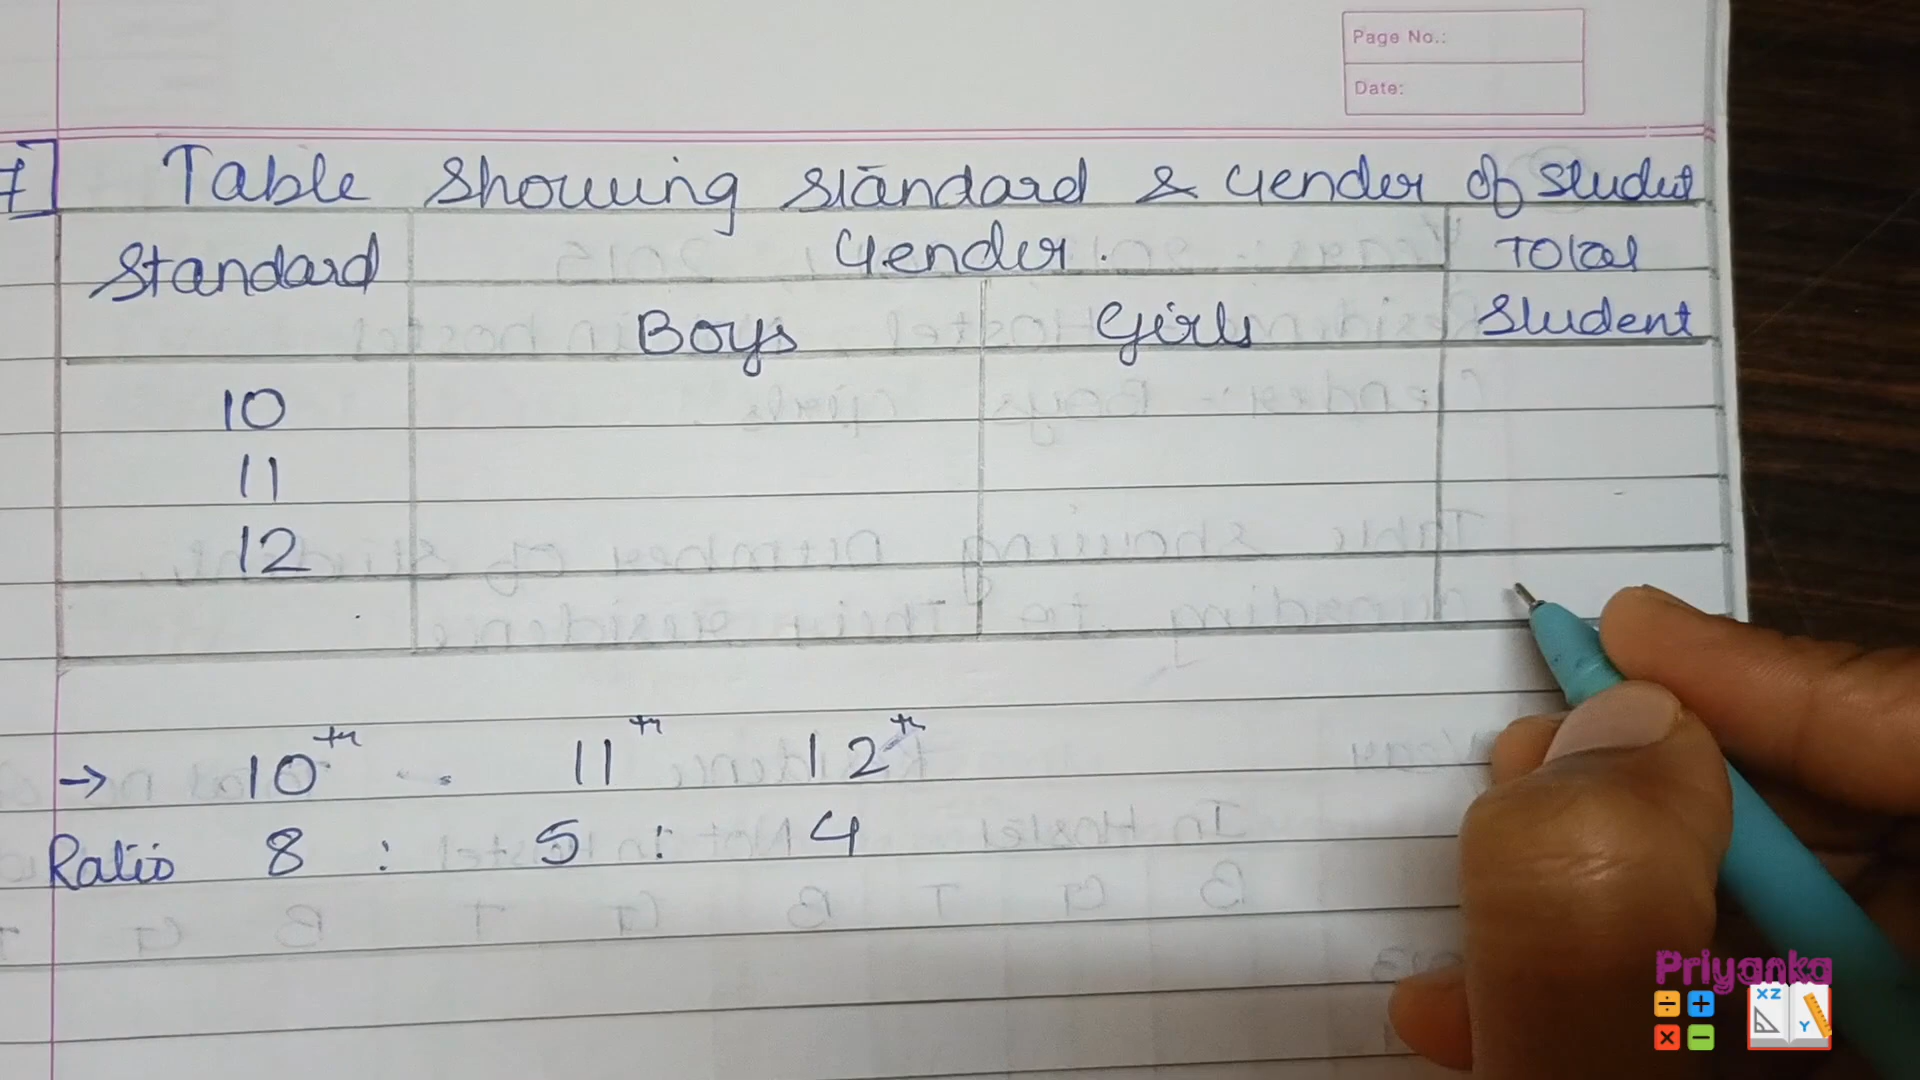 Page No.:
Date:
7] Table showing standard & Gender of student
Standard Gender. Total
Boys Girls Student
10
11
12
→ 10th 11th 12th
Ratio 8 : 5 : 4
Priyanka
XZ
Y